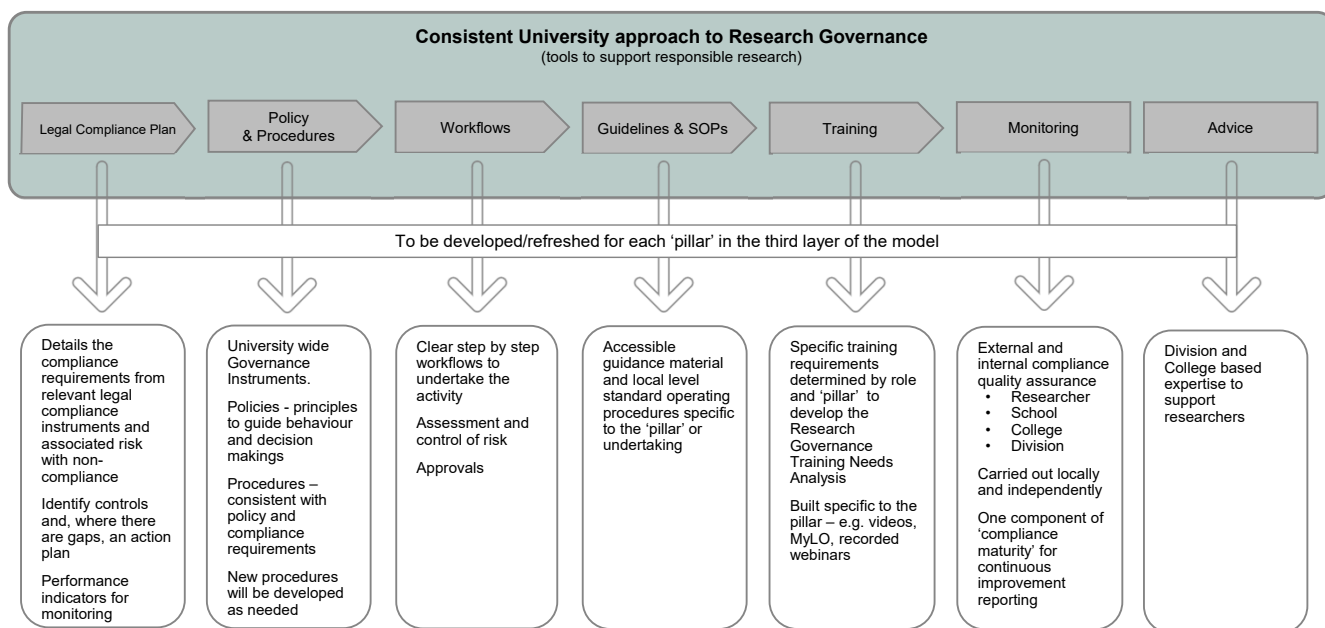 Consistent University approach to Research Governance
(tools to support responsible research)
Legal Compliance Plan
Policy
& Procedures
Workflows
Guidelines & SOPs
Training
Monitoring
Advice
To be developed/refreshed for each ‘pillar’ in the third layer of the model
Details the
compliance
requirements from
relevant legal
compliance
instruments and
associated risk
with non-
compliance
Identify controls
and, where there
are gaps, an action
plan
Performance
indicators for
monitoring
University wide
Governance
Instruments.
Policies - principles
to guide behaviour
and decision
makings
Procedures –
consistent with
policy and
compliance
requirements
New procedures
will be developed
as needed
Clear step by step
workflows to
undertake the
activity
Assessment and
control of risk
Approvals
Accessible
guidance material
and local level
standard operating
procedures specific
to the ‘pillar’ or
undertaking
Specific training
requirements
determined by role
and ‘pillar’ to
develop the
Research
Governance
Training Needs
Analysis
Built specific to the
pillar – e.g. videos,
MyLO, recorded
webinars
External and
internal compliance
quality assurance
• Researcher
• School
• College
• Division
Carried out locally
and independently
One component of
‘compliance
maturity’ for
continuous
improvement
reporting
Division and
College based
expertise to
support
researchers